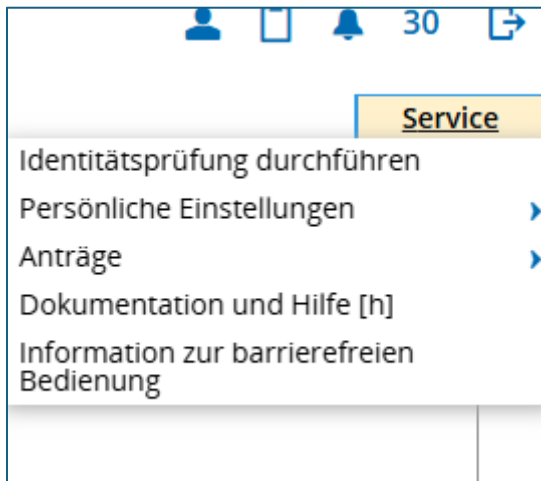 30
Service
Identitätsprüfung durchführen
Persönliche Einstellungen
Anträge
Dokumentation und Hilfe [h]
Information zur barrierefreien
Bedienung